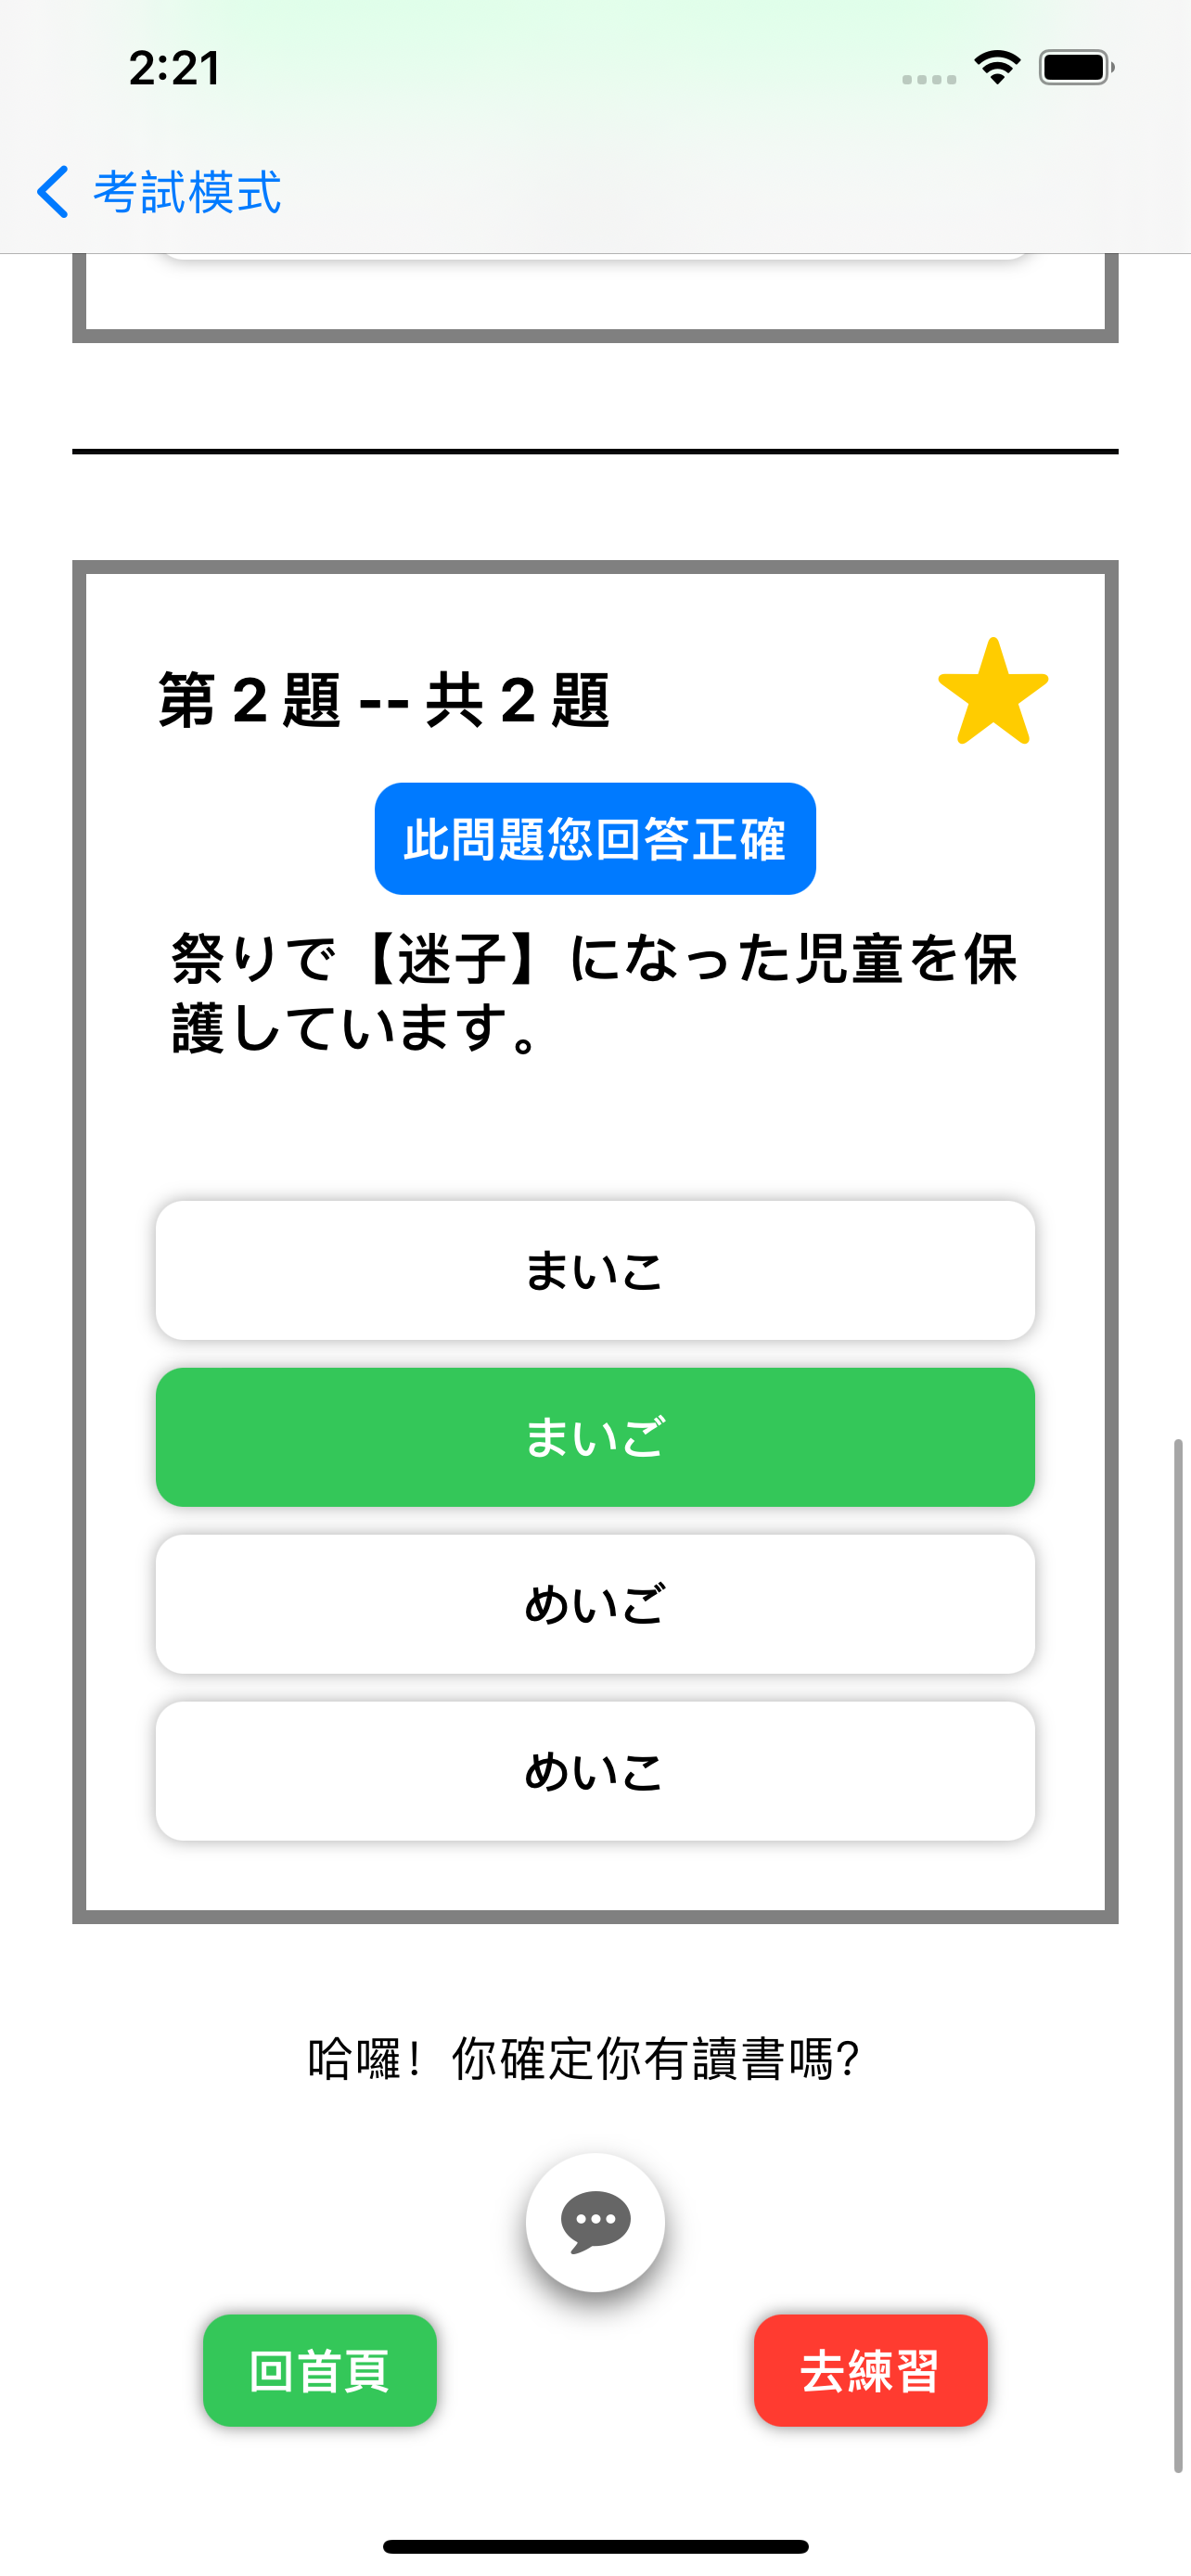 2:21
考試模式
第 2 題 -- 共 2 題
此問題您回答正確
祭りで【迷子】になった児童を保
護しています。
まいこ
まいご
めいご
めいこ
哈囉！你確定你有讀書嗎?
回首頁
去練習